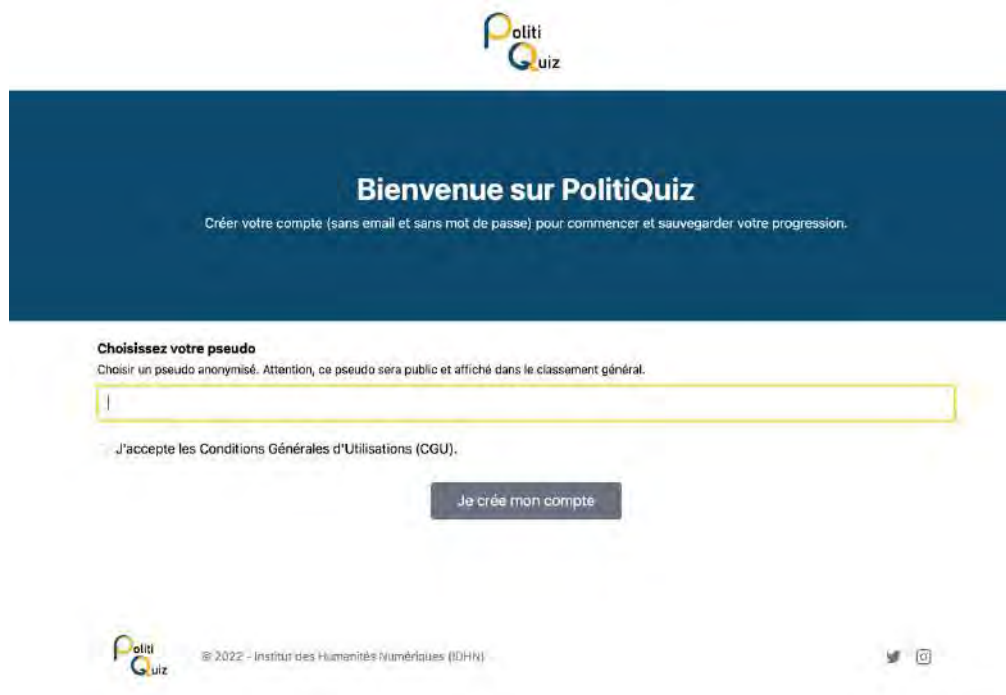 Politi
Quiz
Bienvenue sur PolitiQuiz
Créer votre compte (sans email et sans mot de passe) pour commencer et sauvegarder votre progression.
Choisissez votre pseudo
Choisir un pseudo anonymisé. Attention, ce pseudo sera public et affiché dans le classement général.
J'accepte les Conditions Générales d'Utilisations (CGU).
Je crée mon compte
Politi
Quiz
© 2022 - Institut des Humanités Numériques (IDHN)